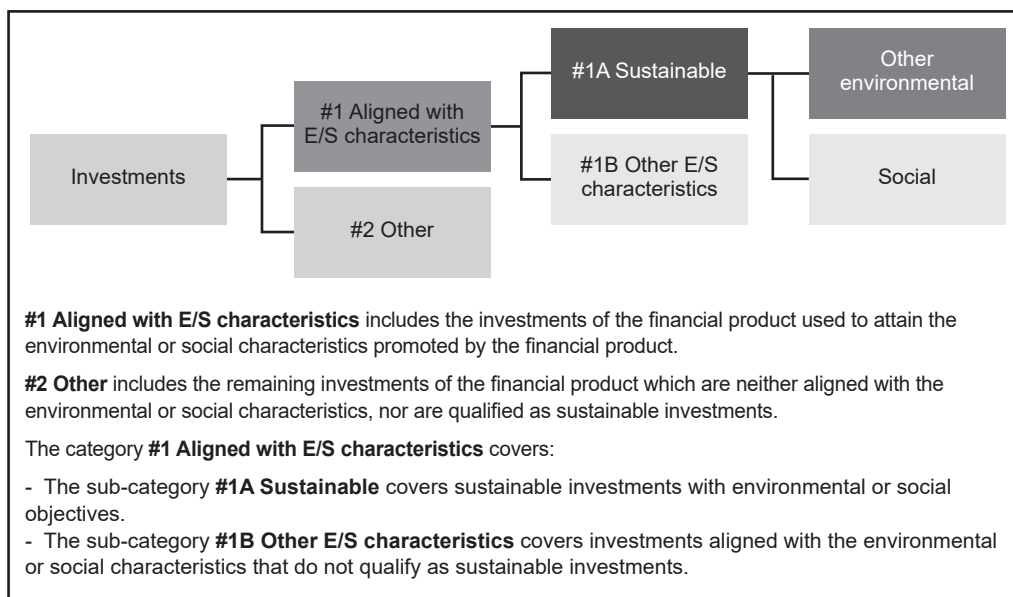 Investments
#1 Aligned with
E/S characteristics
#2 Other
#1A Sustainable
#1B Other E/S
characteristics
Other
environmental
Social
#1 Aligned with E/S characteristics includes the investments of the financial product used to attain the
environmental or social characteristics promoted by the financial product.
#2 Other includes the remaining investments of the financial product which are neither aligned with the
environmental or social characteristics, nor are qualified as sustainable investments.
The category #1 Aligned with E/S characteristics covers:
- The sub-category #1A Sustainable covers sustainable investments with environmental or social
objectives.
- The sub-category #1B Other E/S characteristics covers investments aligned with the environmental
or social characteristics that do not qualify as sustainable investments.